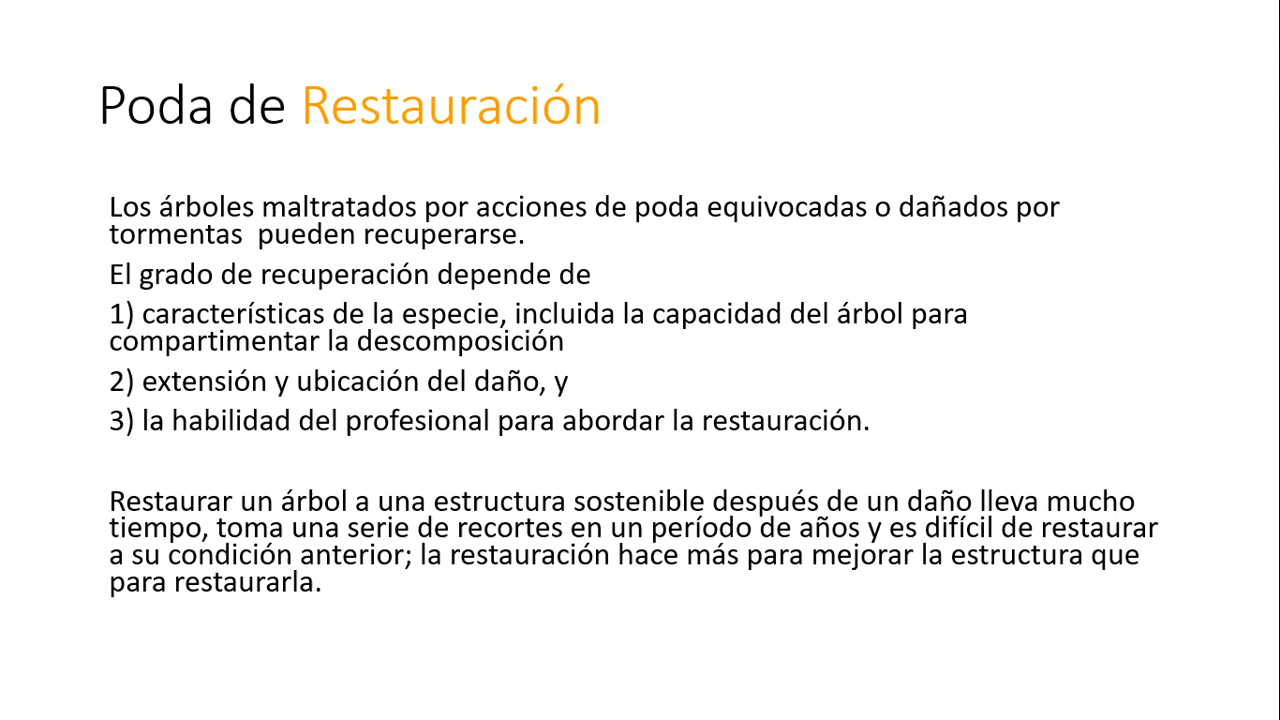 Poda de Restauración
Los árboles maltratados por acciones de poda equivocadas o dañados por
tormentas  pueden recuperarse.
El grado de recuperación depende de
1) características de la especie, incluida la capacidad del árbol para
compartimentar la descomposición
2) extensión y ubicación del daño, y
3) la habilidad del profesional para abordar la restauración.
Restaurar un árbol a una estructura sostenible después de un daño lleva mucho
tiempo, toma una serie de recortes en un período de años y es difícil de restaurar
a su condición anterior; la restauración hace más para mejorar la estructura que
para restaurarla.